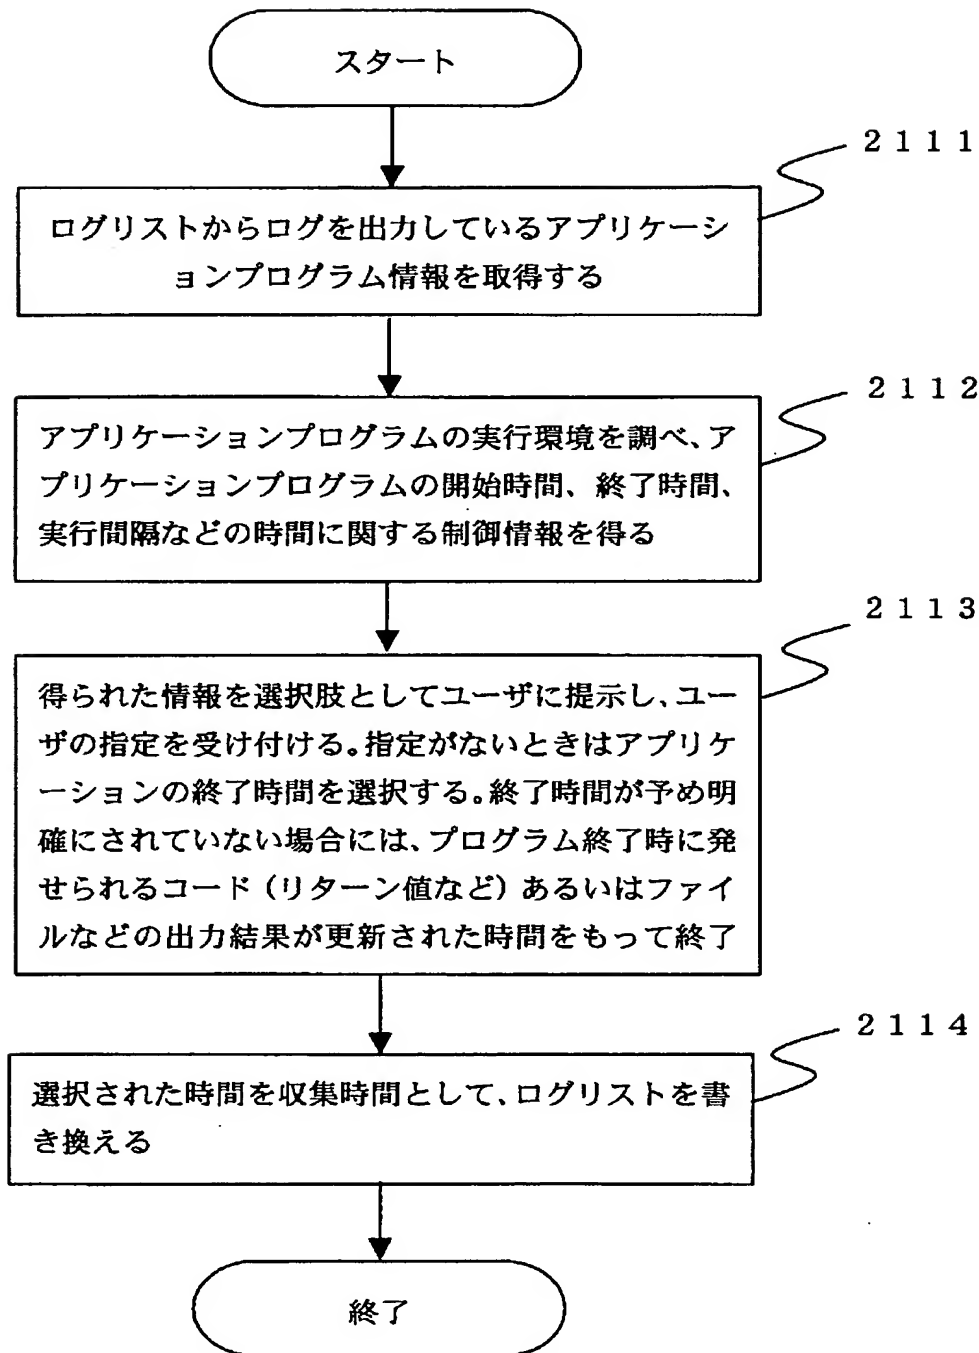 スタート
2111
ログリストからログを出力しているアプリケーシ
ョンプログラム情報を取得する
2112
アプリケーションプログラムの実行環境を調べ、ア
プリケーションプログラムの開始時間、終了時間、
実行間隔などの時間に関する制御情報を得る
2113
得られた情報を選択肢としてユーザに提示し、ユー
ザの指定を受け付ける。指定がないときはアプリケ
ーションの終了時間を選択する。終了時間が予め明
確にされていない場合には、プログラム終了時に発
せられるコード（リターン値など）あるいはファイ
ルなどの出力結果が更新された時間をもって終了
2114
選択された時間を収集時間として、ログリストを書
き換える
終了